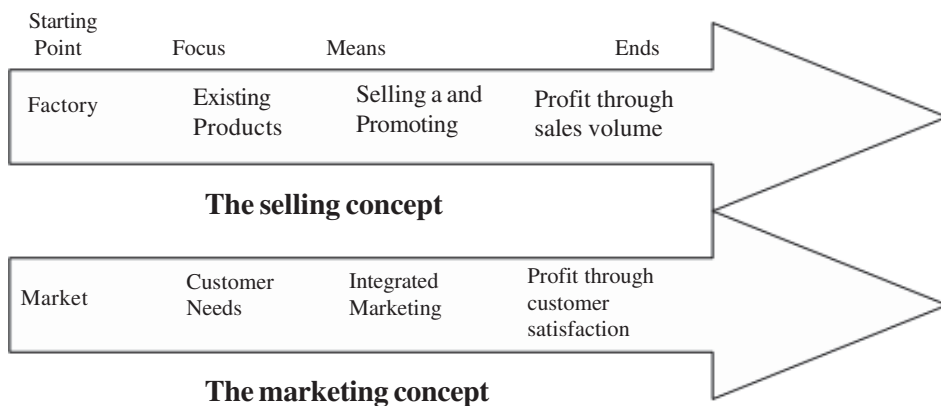 Starting
Point
Focus
Means
Ends
Factory
Existing
Products
Selling a and
Promoting
Profit through
sales volume
The selling concept
Market
Customer
Needs
Integrated
Marketing
Profit through
customer
satisfaction
The marketing concept